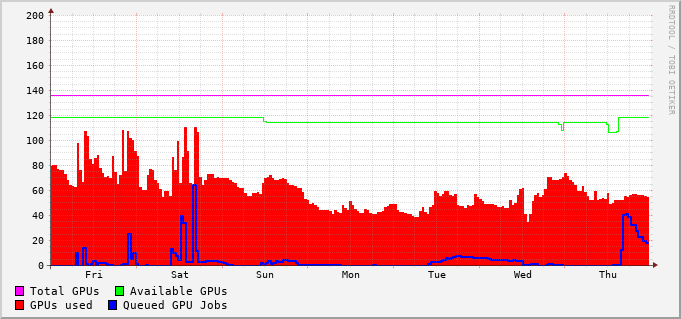 200
180
160
140
120
100
80
60
40
20
0
Fri Sat Sun Mon Tue Wed Thu
Total GPUs Available GPUs
GPUs used Queued GPU Jobs
RRDTOOL / TOBI OETIKER